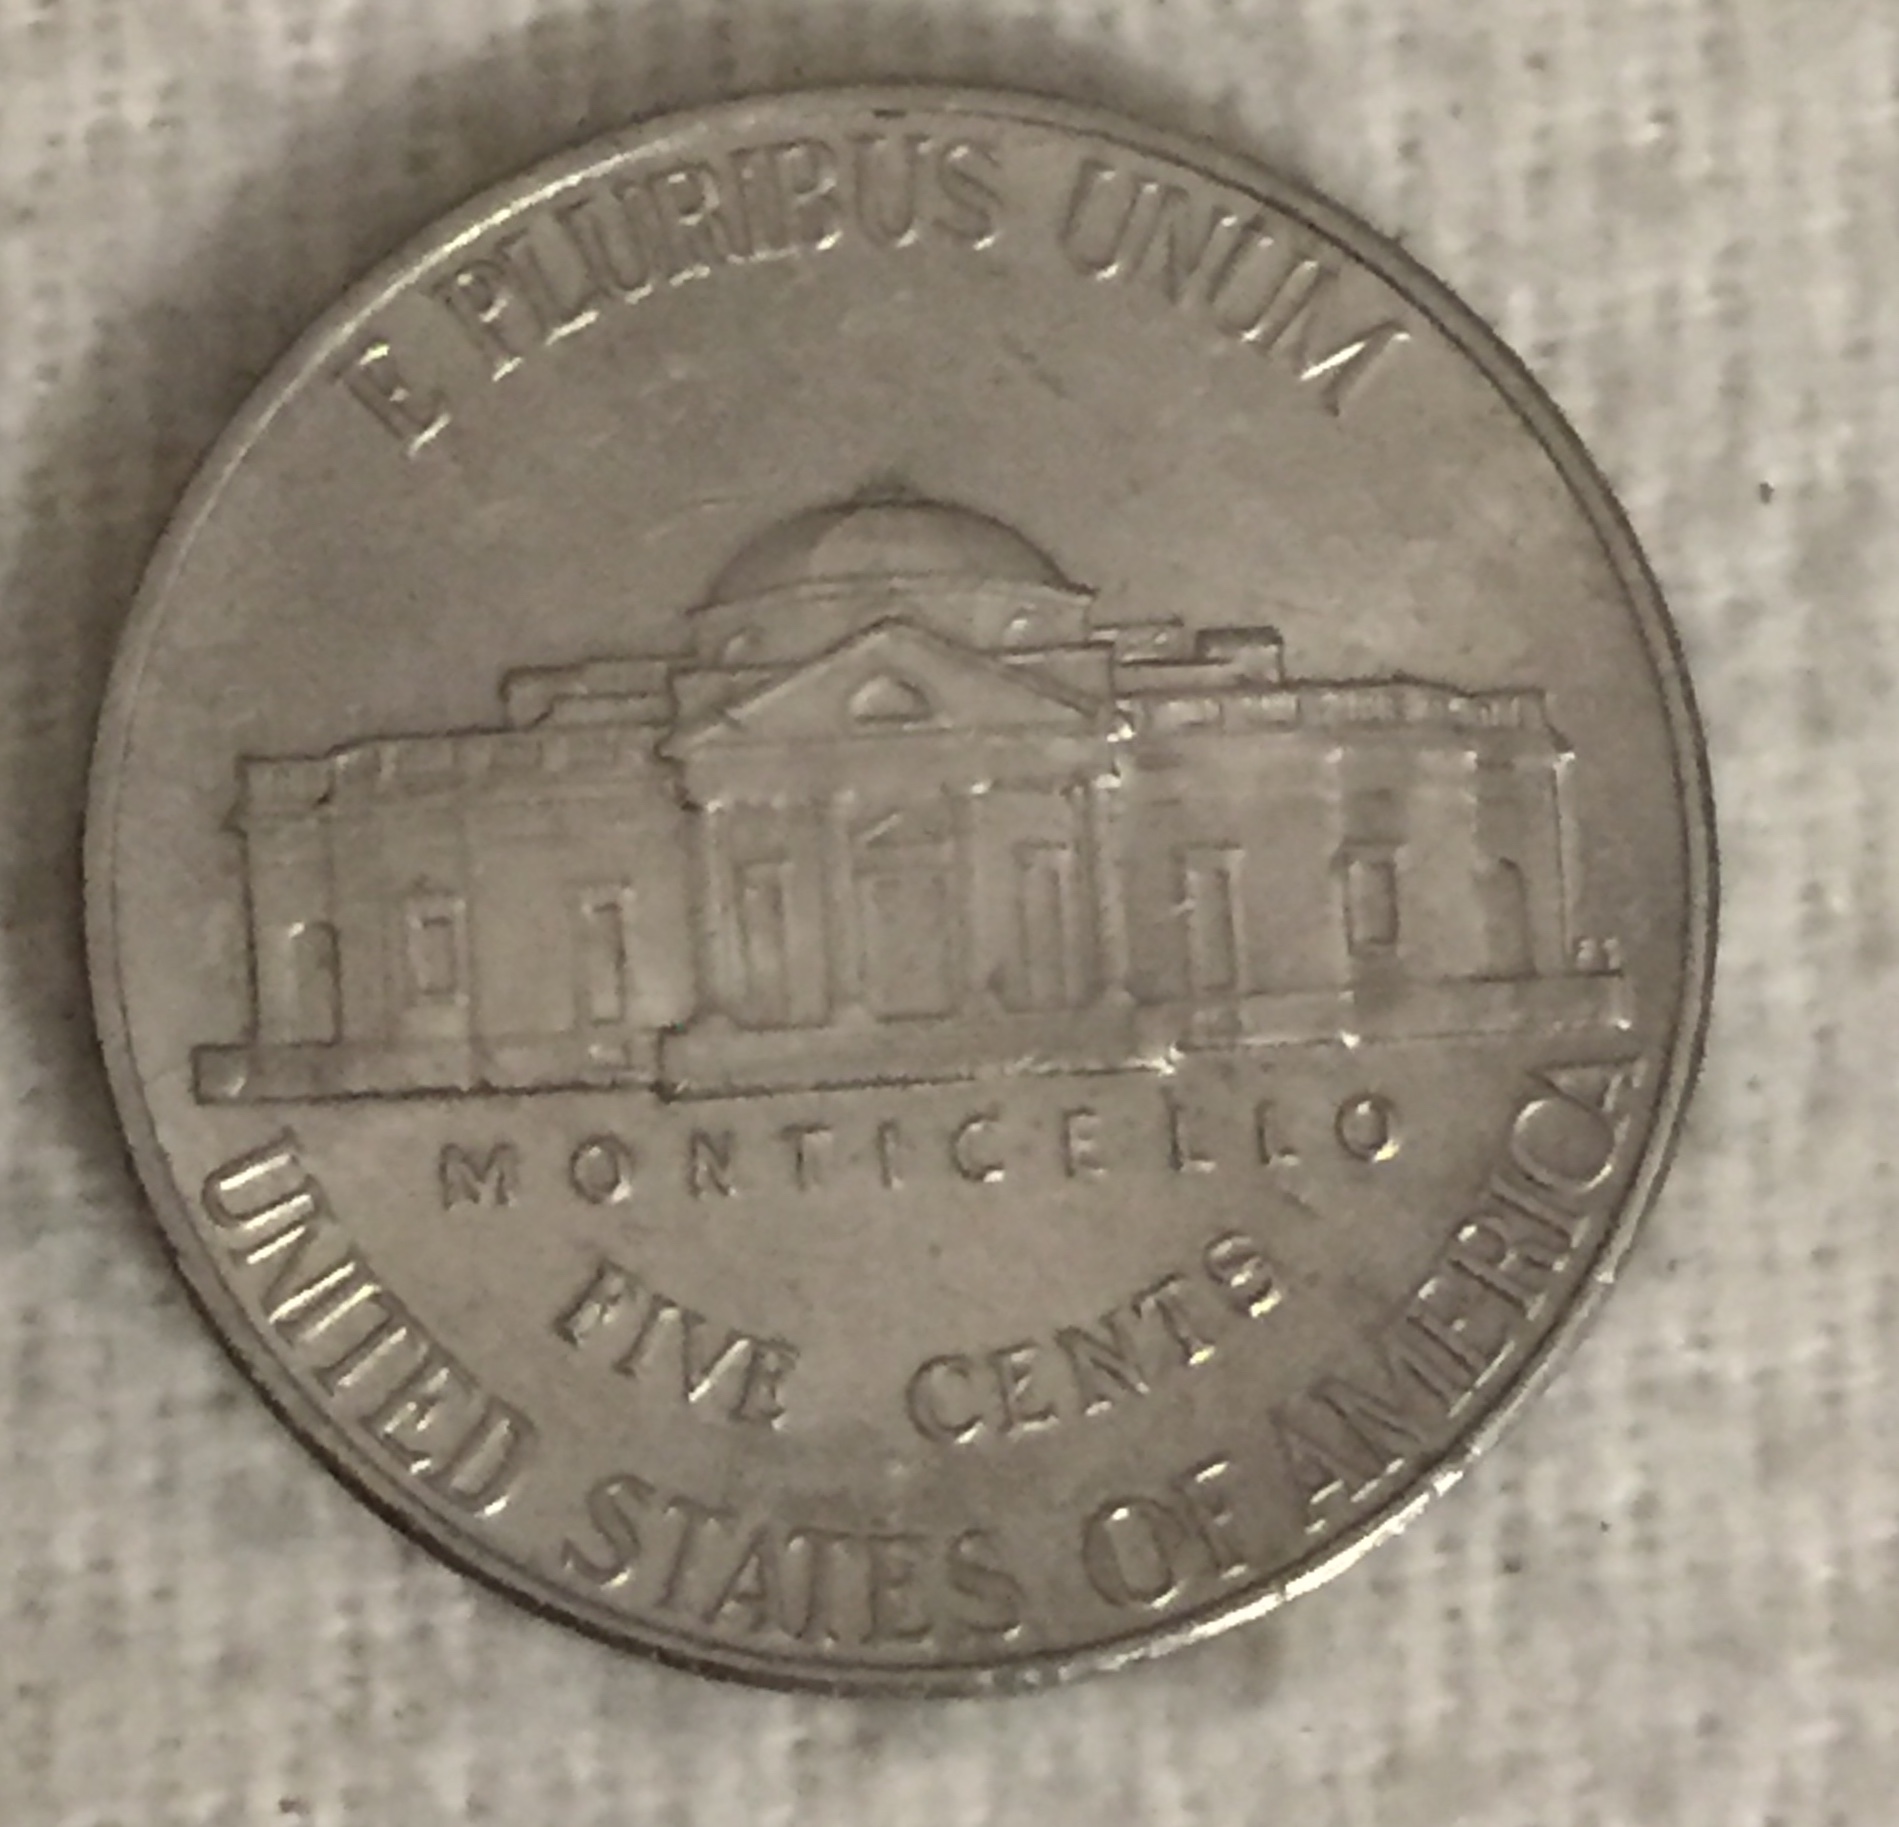 E PLURIBUS UNUM
MONTICELLO
FIVE CENTS
UNITED STATES OF AMERICA